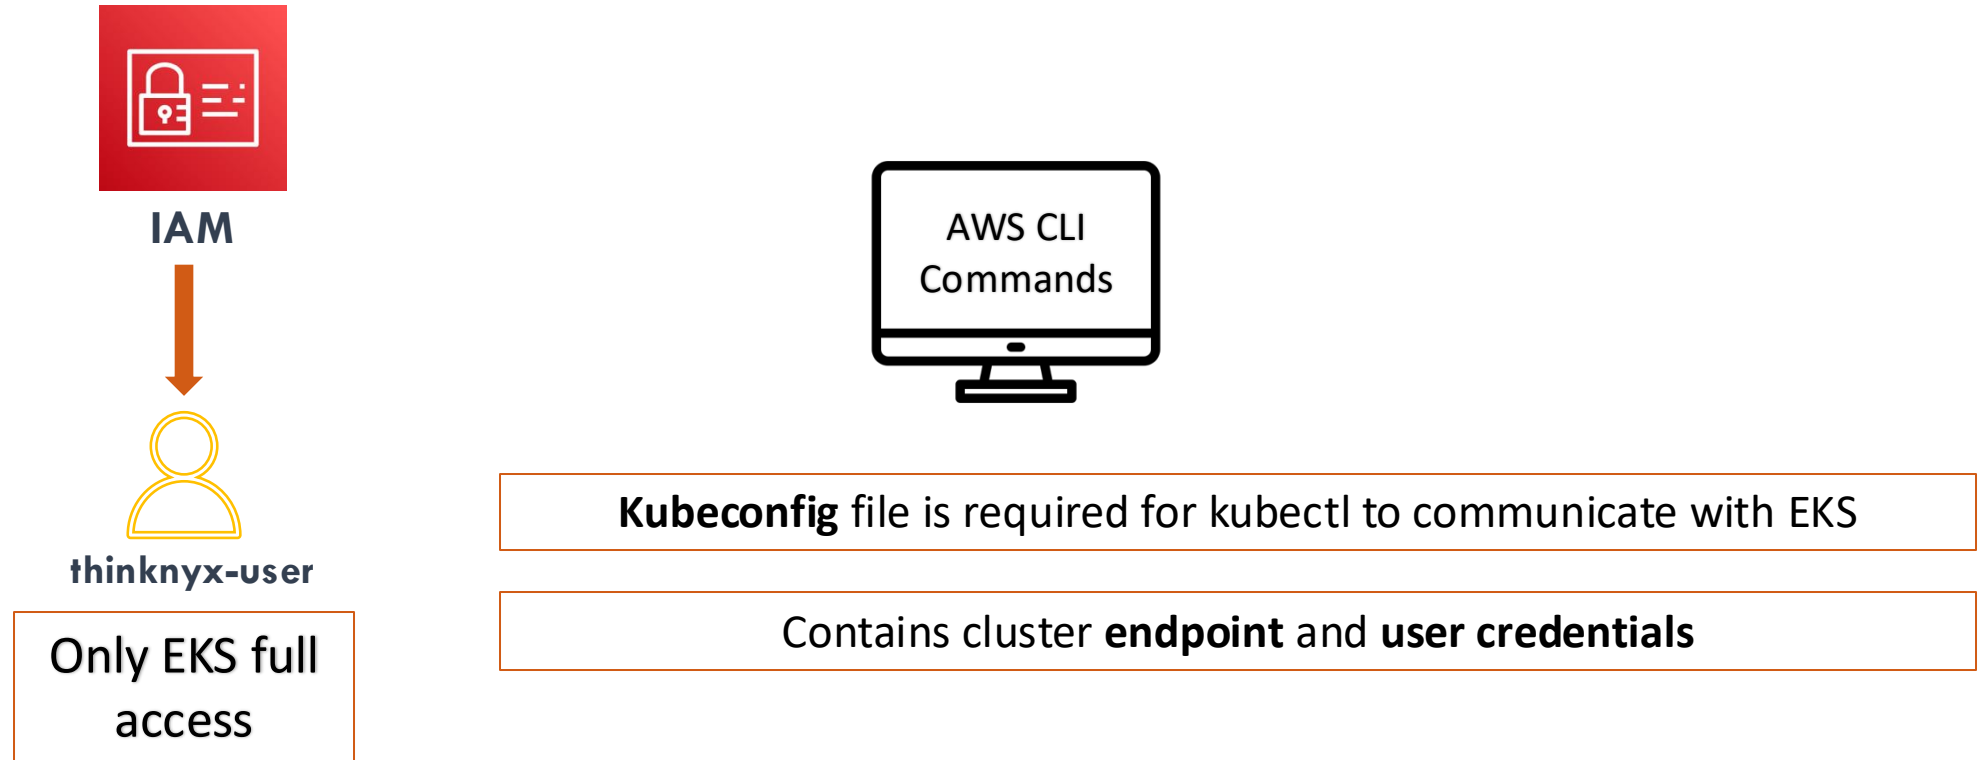 IAM
thinknyx-user
Only EKS full
access
AWS CLI
Commands
Kubeconfig file is required for kubectl to communicate with EKS
Contains cluster endpoint and user credentials